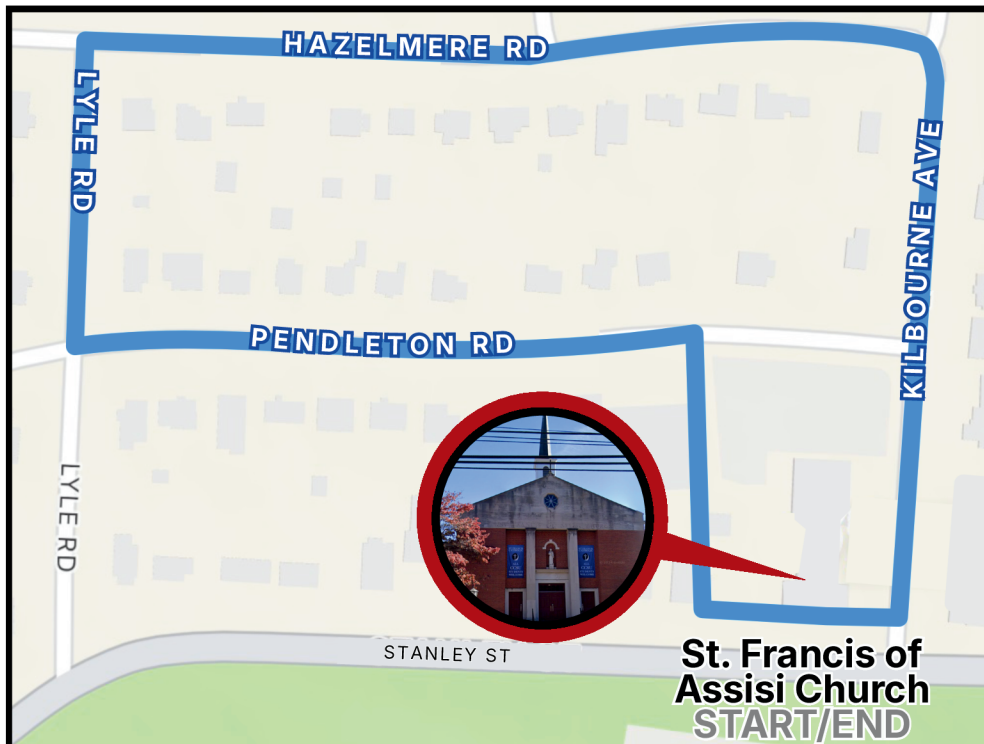 HAZELMERE RD
LYLE RD
KILBOURNE AVE
PENDLETON RD
LYLE RD
STANLEY ST
St. Francis of
Assisi Church
START/END